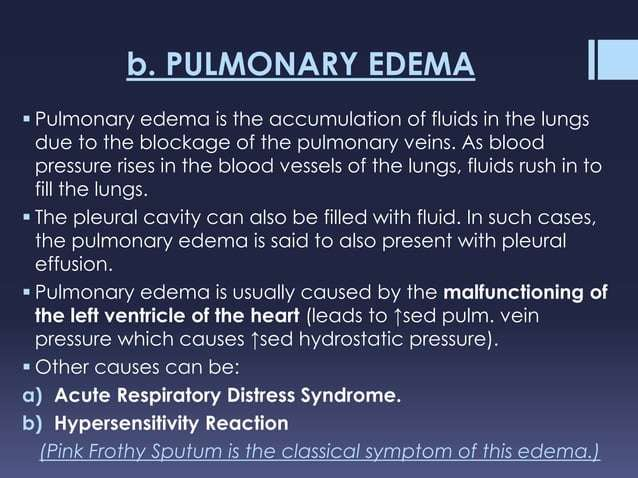 b. PULMONARY EDEMA
▪ Pulmonary edema is the accumulation of fluids in the lungs
due to the blockage of the pulmonary veins. As blood
pressure rises in the blood vessels of the lungs, fluids rush in to
fill the lungs.
▪ The pleural cavity can also be filled with fluid. In such cases,
the pulmonary edema is said to also present with pleural
effusion.
▪ Pulmonary edema is usually caused by the malfunctioning of
the left ventricle of the heart (leads to ↑sed pulm. vein
pressure which causes ↑sed hydrostatic pressure).
▪ Other causes can be:
a) Acute Respiratory Distress Syndrome.
b) Hypersensitivity Reaction
(Pink Frothy Sputum is the classical symptom of this edema.)